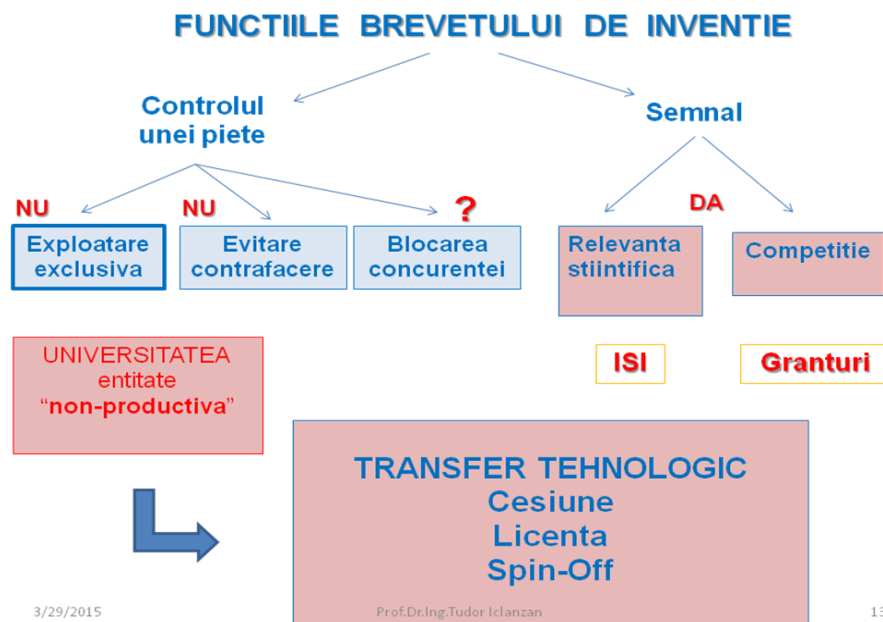 FUNCTIILE BREVETULUI DE INVENTIE
Controlul
unei piete
Semnal
NU
NU
?
DA
Exploatare
exclusiva
Evitare
contrafacere
Blocarea
concurentei
Relevanta
stiintifica
Competitie
UNIVERSITATEA
entitate
“non-productiva”
ISI
Granturi
TRANSFER TEHNOLOGIC
Cesiune
Licenta
Spin-Off
3/29/2015
Prof.Dr.Ing.Tudor Iclanzan
13